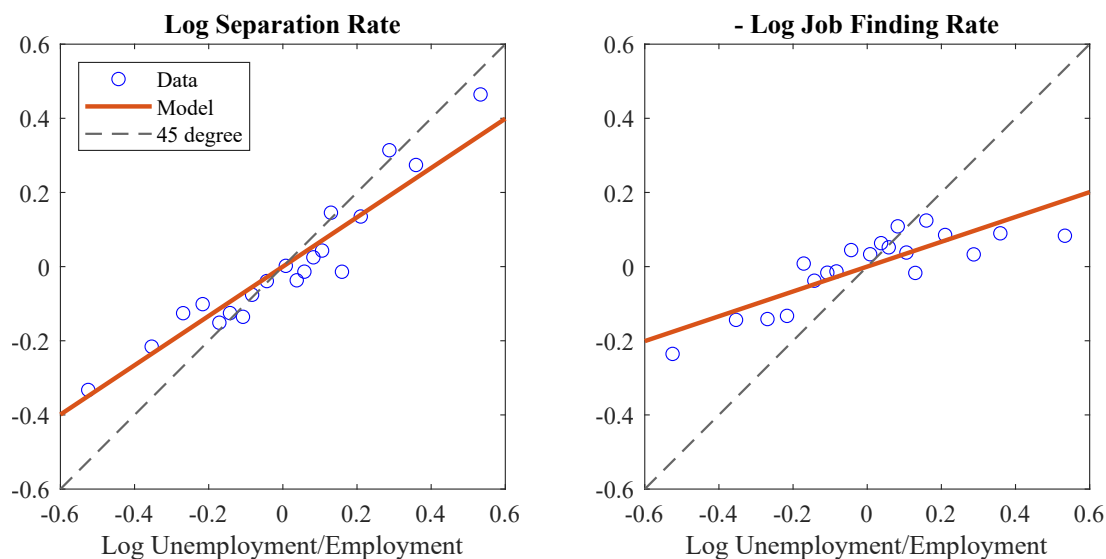 Log Separation Rate
0.6
0.4
0.2
0
-0.2
-0.4
-0.6
-0.6 -0.4 -0.2 0 0.2 0.4 0.6
Log Unemployment/Employment
Data
Model
45 degree
- Log Job Finding Rate
0.6
0.4
0.2
0
-0.2
-0.4
-0.6
-0.6 -0.4 -0.2 0 0.2 0.4 0.6
Log Unemployment/Employment